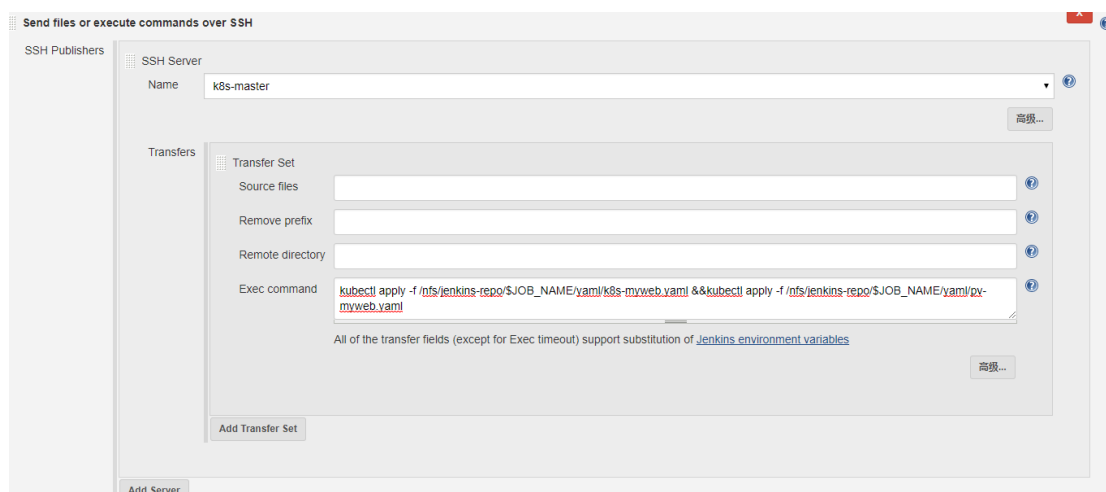 Send files or execute commands over SSH
SSH Publishers
SSH Server
Name
k8s-master
高级...
Transfers
Transfer Set
Source files
Remove prefix
Remote directory
Exec command
kubectl apply -f /nfs/jenkins-repo/$JOB_NAME/yaml/k8s-myweb.yaml &&kubectl apply -f /nfs/jenkins-repo/$JOB_NAME/yaml/pv-
myweb.yaml
All of the transfer fields (except for Exec timeout) support substitution of Jenkins environment variables
高级...
Add Transfer Set
Add Server